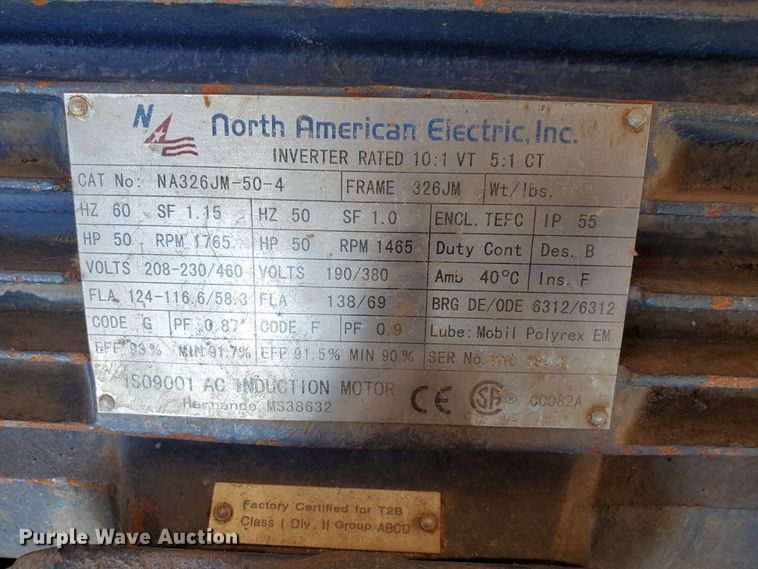 NAE North American Electric, Inc.
INVERTER RATED 10:1 VT 5:1 CT
CAT No: NA326JM-50-4 FRAME 326JM Wt/lbs.
HZ 60 SF 1.15 HZ 50 SF 1.0 ENCL. TEFC IP 55
HP 50 RPM 1765 HP 50 RPM 1465 Duty Cont Des. B
VOLTS 208-230/460 VOLTS 190/380 Amb 40°C Ins. F
FLA 124-116.6/58.3 FLA 138/69 BRG DE/ODE 6312/6312
CODE G PF 0.87 CODE F PF 0.9 Lube: Mobil Polyrex EM
EFF 93% MIN 91.7% EFF 91.5% MIN 90% SER No.
ISO9001 AC INDUCTION MOTOR CE SA ® CC982A
Hernando, MS38632 US
Factory Certified for T2B
Class I Div. II Group ABCD
Purple Wave Auction